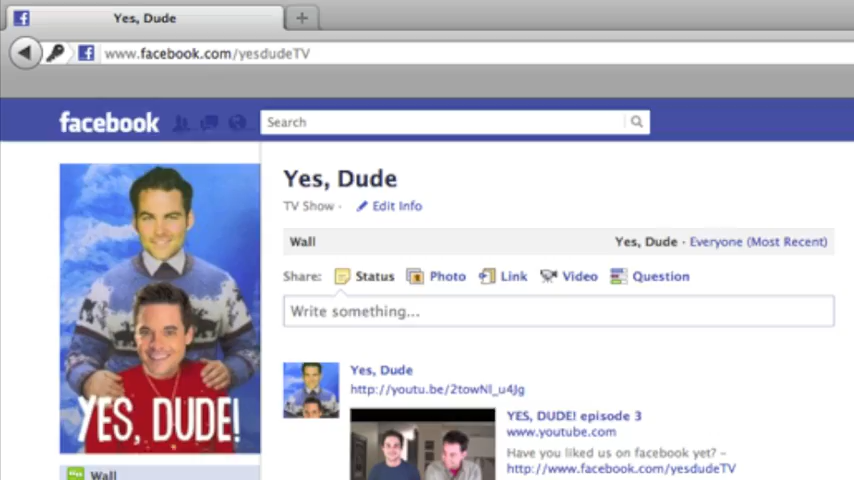 Yes, Dude
www.facebook.com/yesdudeTV
facebook
Search
Yes, Dude
TV Show · Edit Info
Wall
Yes, Dude · Everyone (Most Recent)
Share: Status Photo Link Video Question
Write something...
YES, DUDE!
Wall
Yes, Dude
http://youtu.be/2towNl_u4Jg
YES, DUDE! episode 3
www.youtube.com
Have you liked us on facebook yet? –
http://www.facebook.com/yesdudeTV